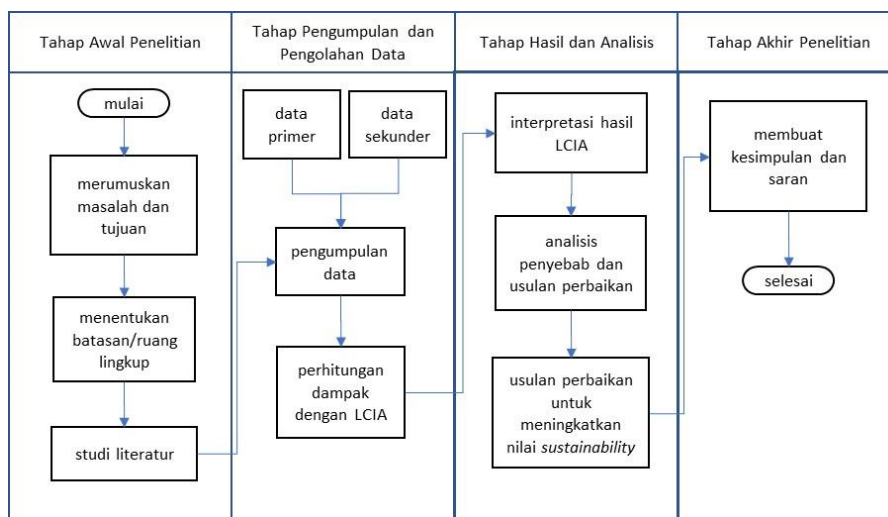 Tahap Awal Penelitian
Tahap Pengumpulan dan
Pengolahan Data
Tahap Hasil dan Analisis
Tahap Akhir Penelitian
mulai
merumuskan
masalah dan
tujuan
menentukan
batasan/ruang
lingkup
studi literatur
data
primer
data
sekunder
pengumpulan
data
perhitungan
dampak
dengan LCIA
interpretasi hasil
LCIA
analisis
penyebab dan
usulan perbaikan
usulan perbaikan
untuk
meningkatkan
nilai sustainability
membuat
kesimpulan dan
saran
selesai